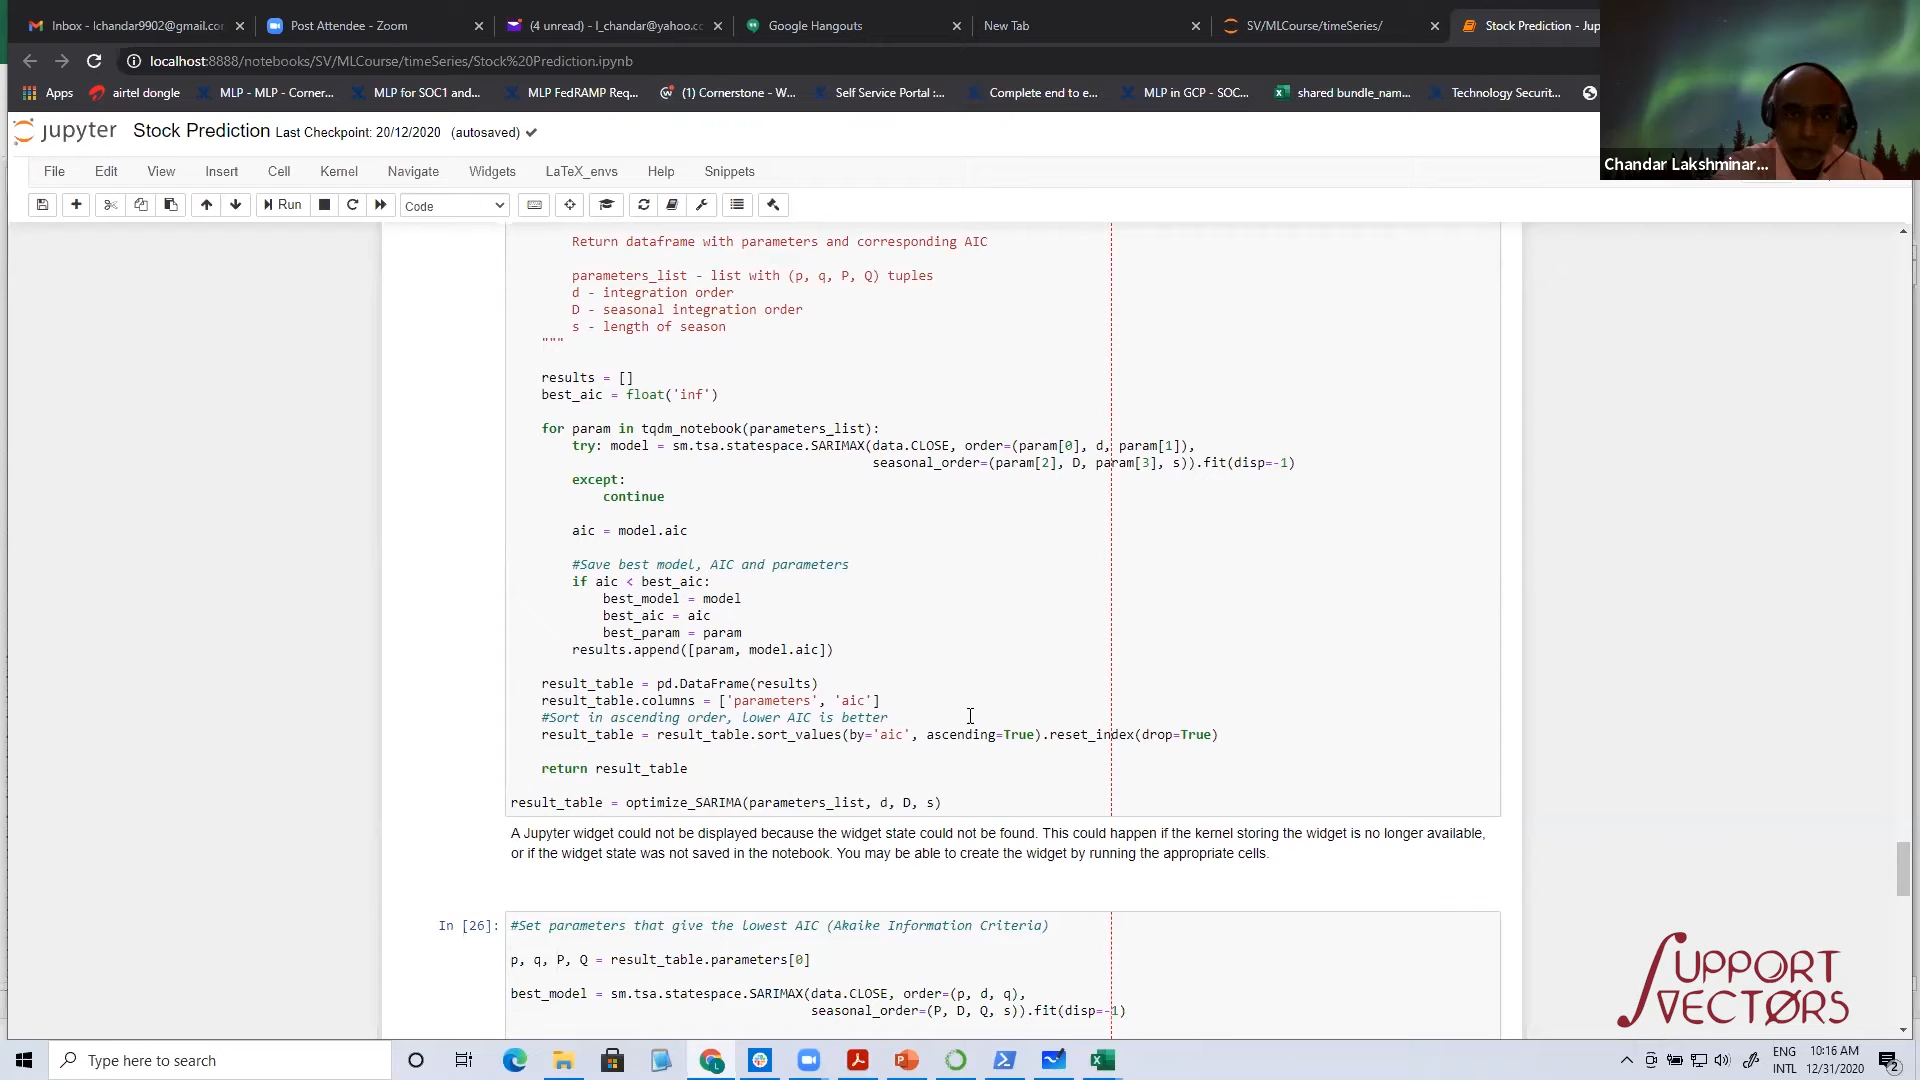 Inbox - lchandar9902@gmail.co
Post Attendee - Zoom
(4 unread) - l_chandar@yahoo.cc
Google Hangouts
New Tab
SV/MLCourse/timeSeries/
Stock Prediction - Jup
localhost:8888/notebooks/SV/MLCourse/timeSeries/Stock%20Prediction.ipynb
Apps
airtel dongle
MLP - MLP - Corner...
MLP for SOC1 and...
MLP FedRAMP Req...
(1) Cornerstone - W...
Self Service Portal :...
Complete end to e...
MLP in GCP - SOC...
shared bundle_nam...
Technology Securit...
jupyter Stock Prediction Last Checkpoint: 20/12/2020 (autosaved)
Chandar Lakshminar...
File Edit View Insert Cell Kernel Navigate Widgets LaTeX_envs Help Snippets
Run Code
Return dataframe with parameters and corresponding AIC
parameters_list - list with (p, q, P, Q) tuples
d - integration order
D - seasonal integration order
s - length of season
"""
results = []
best_aic = float('inf')
for param in tqdm_notebook(parameters_list):
try: model = sm.tsa.statespace.SARIMAX(data.CLOSE, order=(param[0], d, param[1]),
seasonal_order=(param[2], D, param[3], s)).fit(disp=-1)
except:
continue
aic = model.aic
#Save best model, AIC and parameters
if aic < best_aic:
best_model = model
best_aic = aic
best_param = param
results.append([param, model.aic])
result_table = pd.DataFrame(results)
result_table.columns = ['parameters', 'aic']
#Sort in ascending order, lower AIC is better
result_table = result_table.sort_values(by='aic', ascending=True).reset_index(drop=True)
return result_table
result_table = optimize_SARIMA(parameters_list, d, D, s)
A Jupyter widget could not be displayed because the widget state could not be found. This could happen if the kernel storing the widget is no longer available,
or if the widget state was not saved in the notebook. You may be able to create the widget by running the appropriate cells.
In [26]: #Set parameters that give the lowest AIC (Akaike Information Criteria)
p, q, P, Q = result_table.parameters[0]
best_model = sm.tsa.statespace.SARIMAX(data.CLOSE, order=(p, d, q),
seasonal_order=(P, D, Q, s)).fit(disp=-1)
SUPPORT
VECTORS
Type here to search
ENG
INTL
10:16 AM
12/31/2020
2